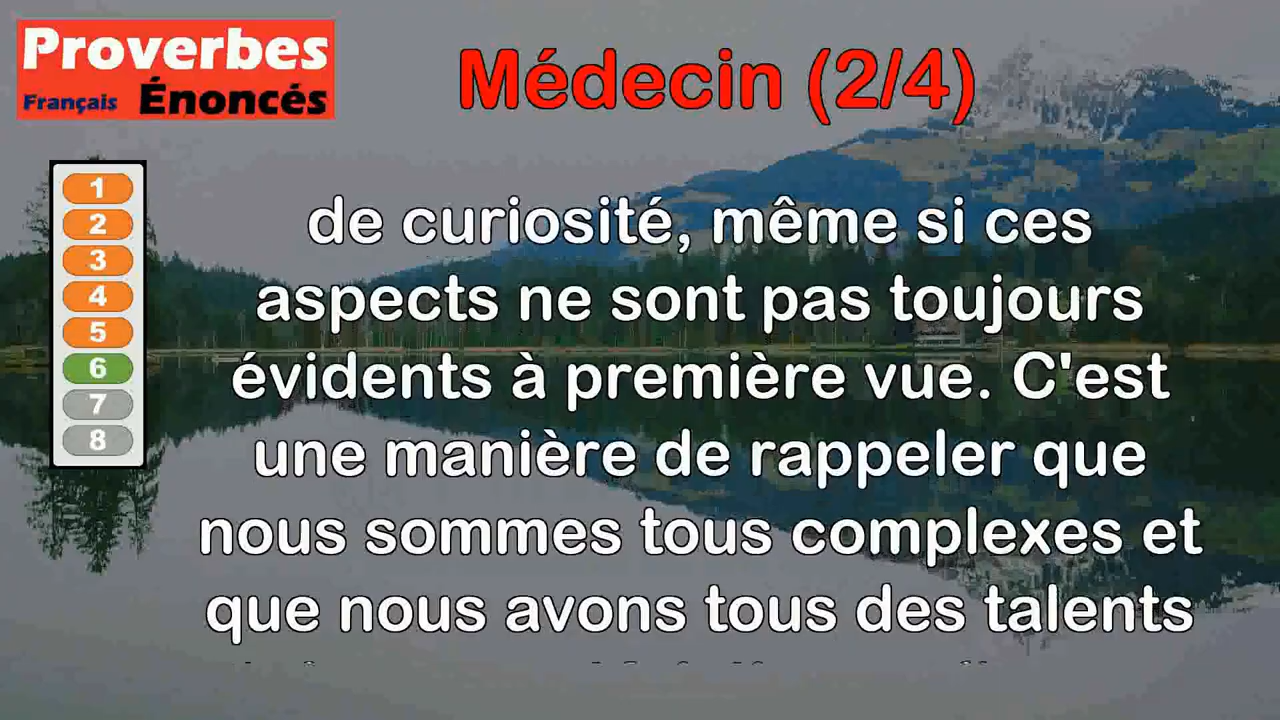 Proverbes
Français Énoncés
Médecin (2/4)
1
2
3
4
5
6
7
8
de curiosité, même si ces
aspects ne sont pas toujours
évidents à première vue. C'est
une manière de rappeler que
nous sommes tous complexes et
que nous avons tous des talents